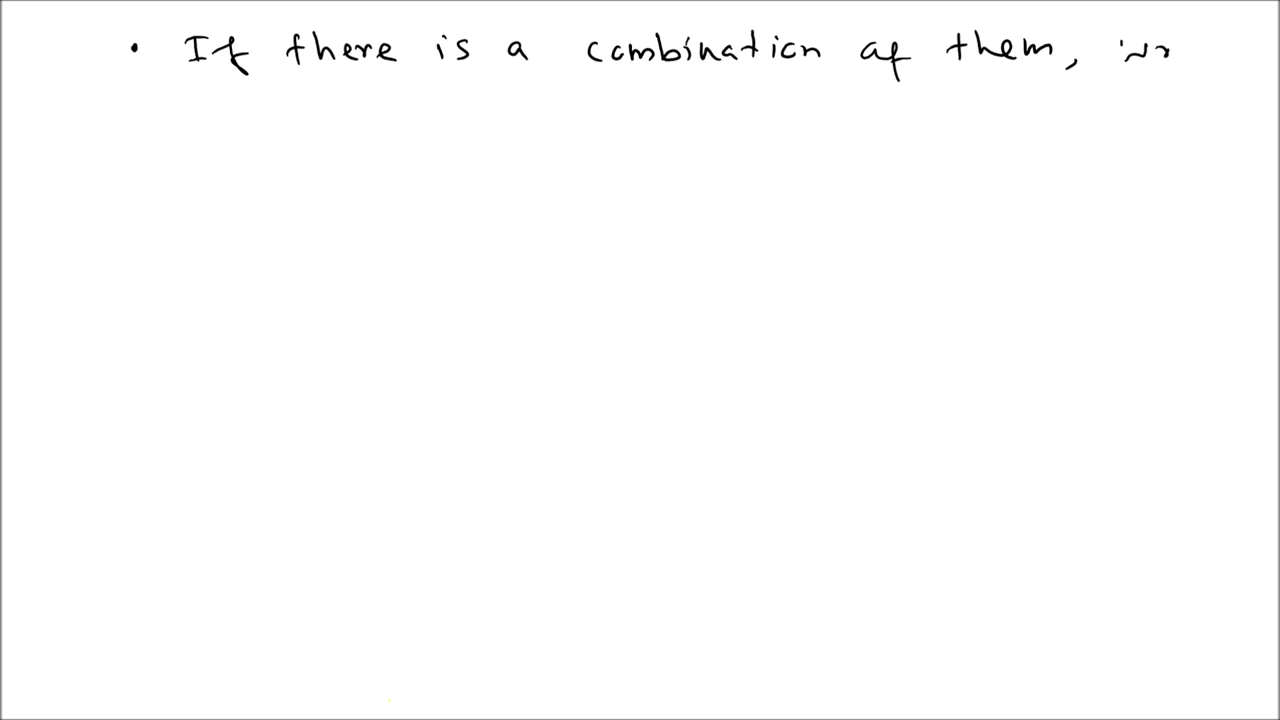 • If there is a combination of them,